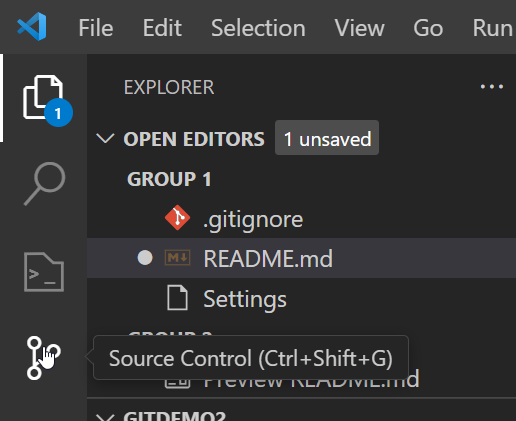 File Edit Selection View Go Run
EXPLORER ...
1
OPEN EDITORS 1 unsaved
GROUP 1
.gitignore
M↓ README.md
Settings
Source Control (Ctrl+Shift+G)
Preview README.md
GITDEMO2